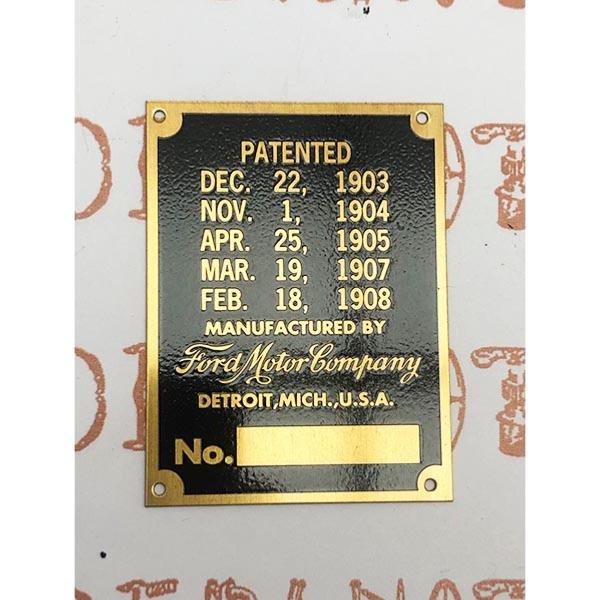 PATENTED
DEC. 22, 1903
NOV. 1, 1904
APR. 25, 1905
MAR. 19, 1907
FEB. 18, 1908
MANUFACTURED BY
Ford Motor Company
DETROIT, MICH., U.S.A.
No.